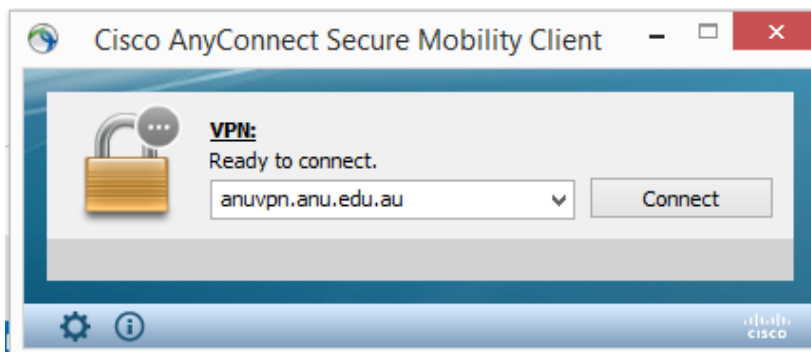 Cisco AnyConnect Secure Mobility Client
VPN:
Ready to connect.
anuvpn.anu.edu.au
Connect
CISCO